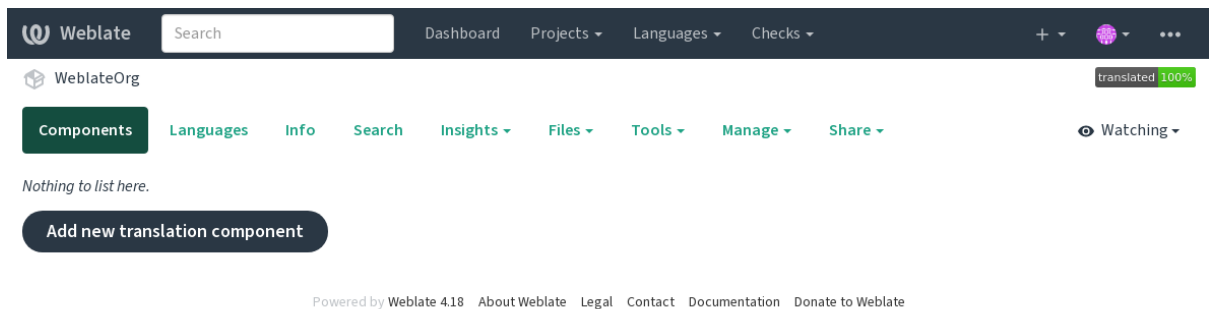 Weblate Search Dashboard Projects Languages Checks
WeblateOrg translated 100%
Components Languages Info Search Insights Files Tools Manage Share Watching
Nothing to list here.
Add new translation component
Powered by Weblate 4.18 About Weblate Legal Contact Documentation Donate to Weblate